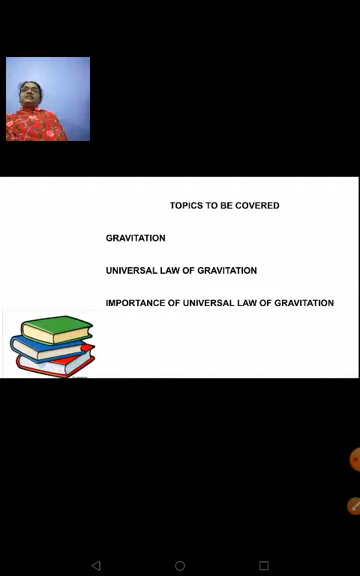 TOPICS TO BE COVERED
GRAVITATION
UNIVERSAL LAW OF GRAVITATION
IMPORTANCE OF UNIVERSAL LAW OF GRAVITATION